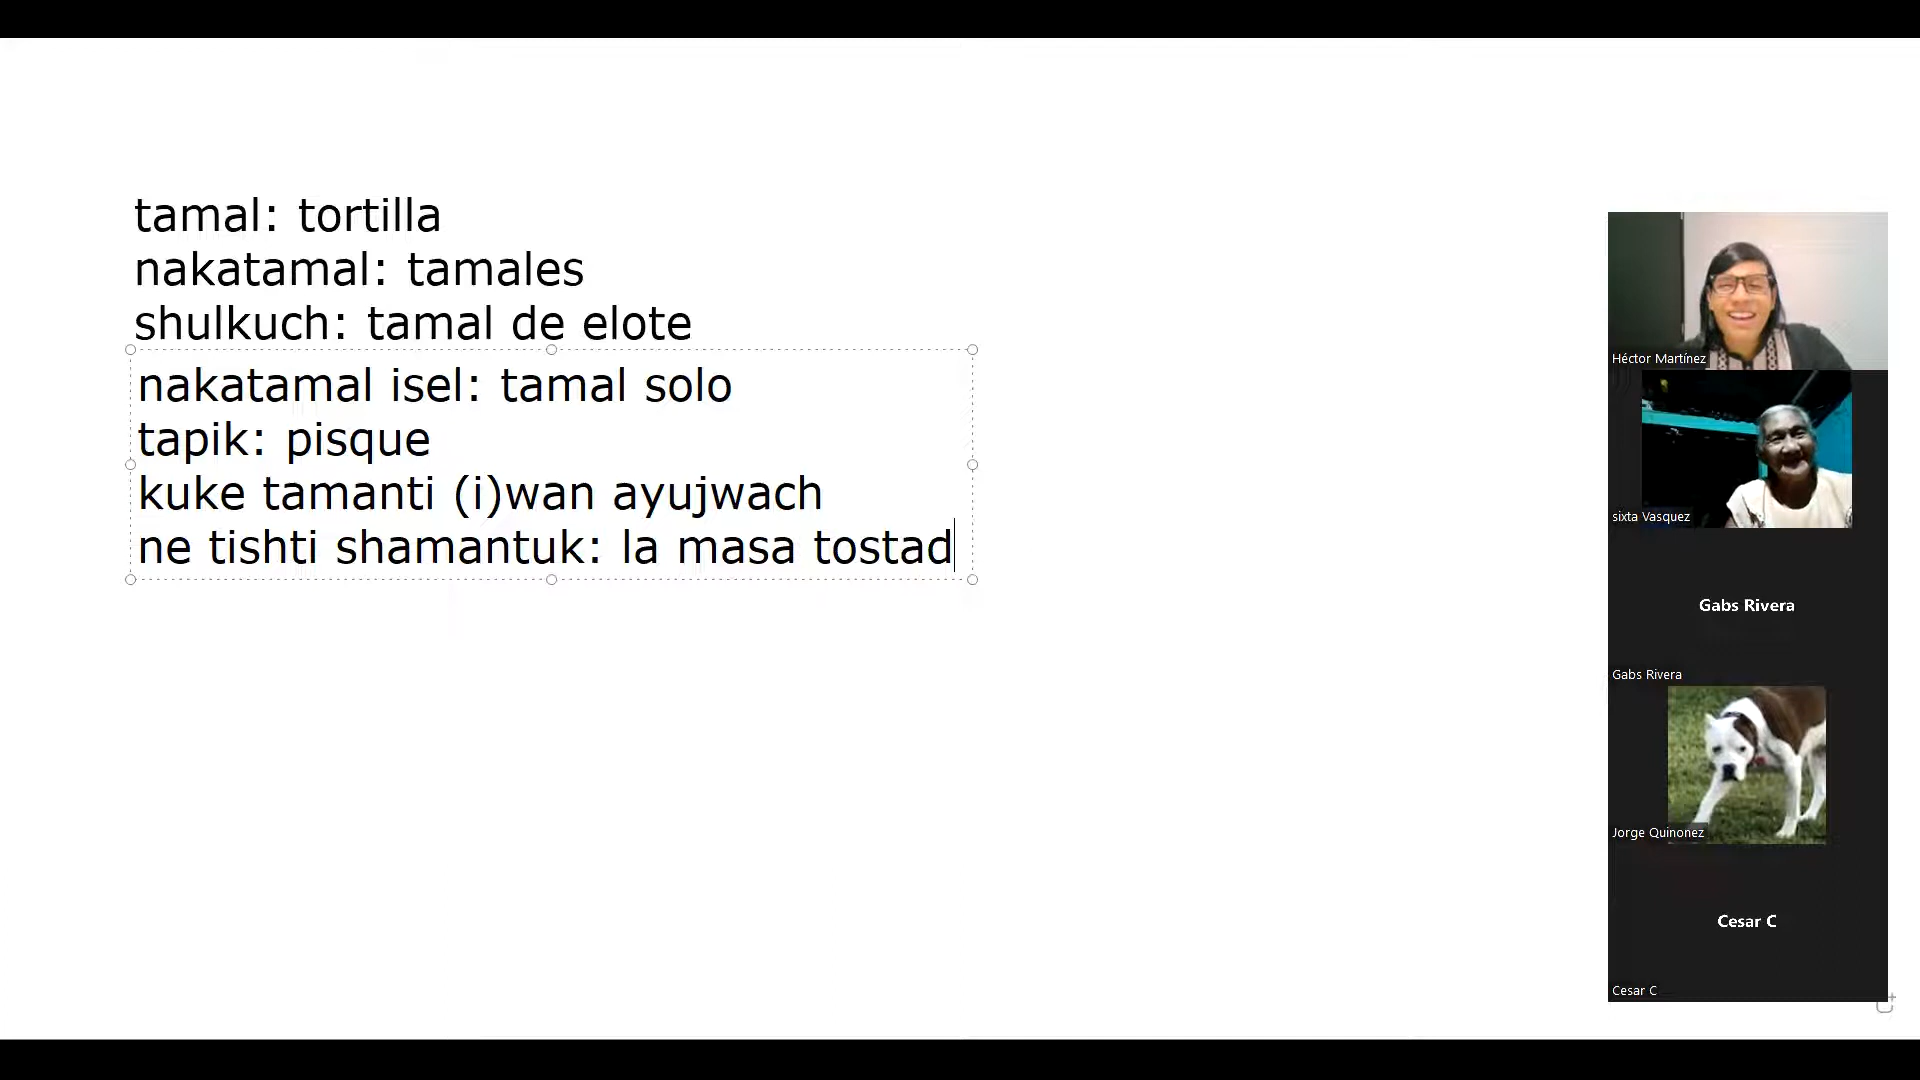 tamal: tortilla
nakatamal: tamales
shulkuch: tamal de elote
nakatamal isel: tamal solo
tapik: pisque
kuke tamanti (i)wan ayujwach
ne tishti shamantuk: la masa tostad
Héctor Martínez
sixta Vasquez
Gabs Rivera
Gabs Rivera
Jorge Quinonez
Cesar C
Cesar C